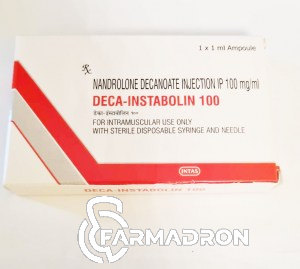 1 x 1 ml Ampoule
Rx
NANDROLONE DECANOATE INJECTION IP 100 mg/ml
DECA-INSTABOLIN 100
FOR INTRAMUSCULAR USE ONLY
WITH STERILE DISPOSABLE SYRINGE AND NEEDLE
INTAS
DECA-INSTABOLIN 100
FARMADRON